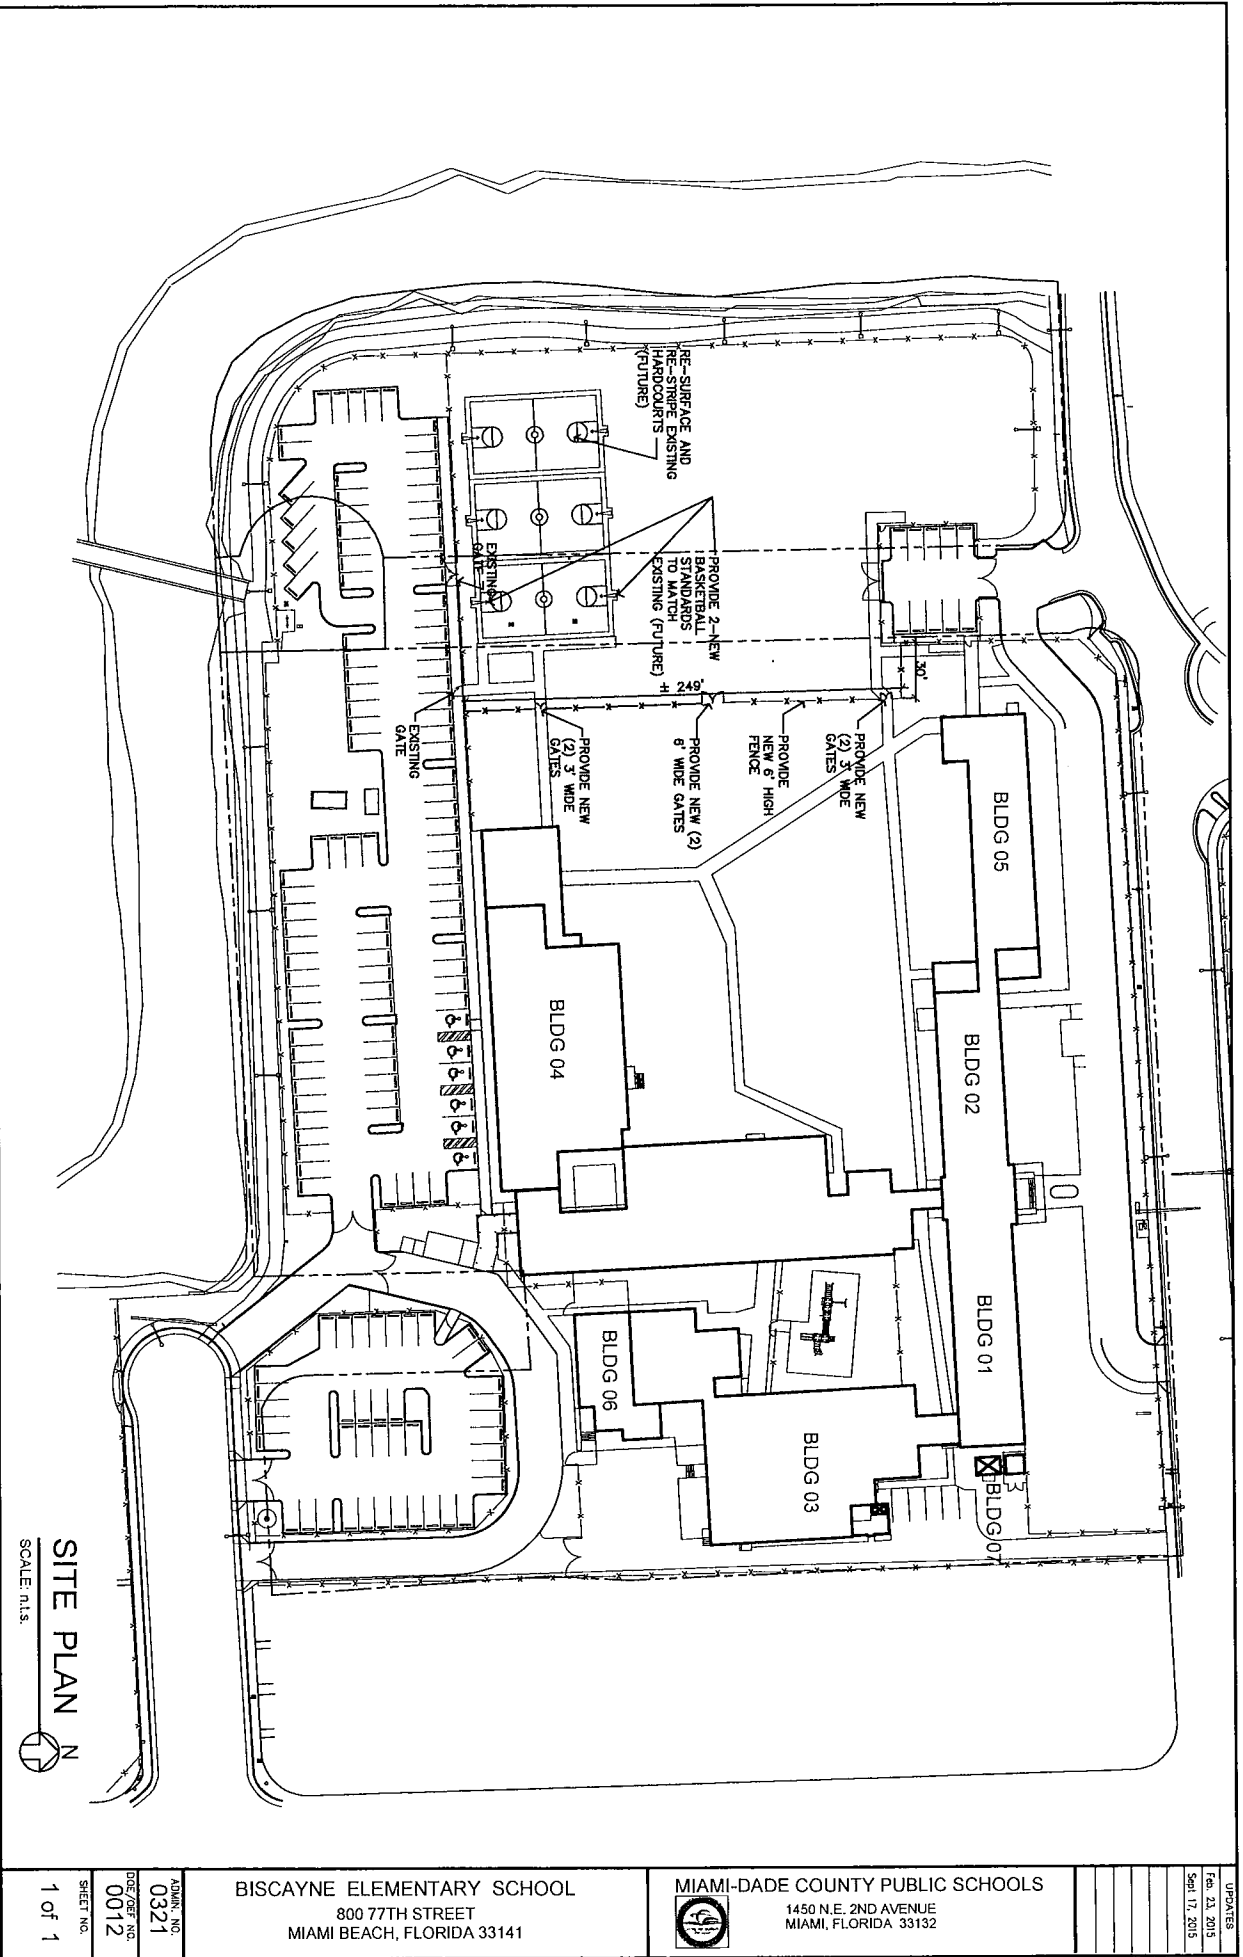 RE-SURFACE AND
RE-STRIPE EXISTING
HARDCOURTS
(FUTURE)
PROVIDE 2-NEW
BASKETBALL
STANDARDS
TO MATCH
EXISTING (FUTURE)
EXISTING
GATE
EXISTING
GATE
± 249'
30'
PROVIDE NEW
(2) 3' WIDE
GATES
PROVIDE NEW (2)
6' WIDE GATES
PROVIDE
NEW 6' HIGH
FENCE
PROVIDE NEW
(2) 3' WIDE
GATES
BLDG 05
BLDG 02
BLDG 04
BLDG 01
BLDG 06
BLDG 03
BLDG 07
SITE PLAN
N
SCALE: n.t.s.
UPDATES
Feb. 23, 2015
Sept 17, 2015
MIAMI-DADE COUNTY PUBLIC SCHOOLS
1450 N.E. 2ND AVENUE
MIAMI, FLORIDA 33132
BISCAYNE ELEMENTARY SCHOOL
800 77TH STREET
MIAMI BEACH, FLORIDA 33141
ADMIN. NO.
0321
DOE/OEF NO.
0012
SHEET NO.
1 of 1